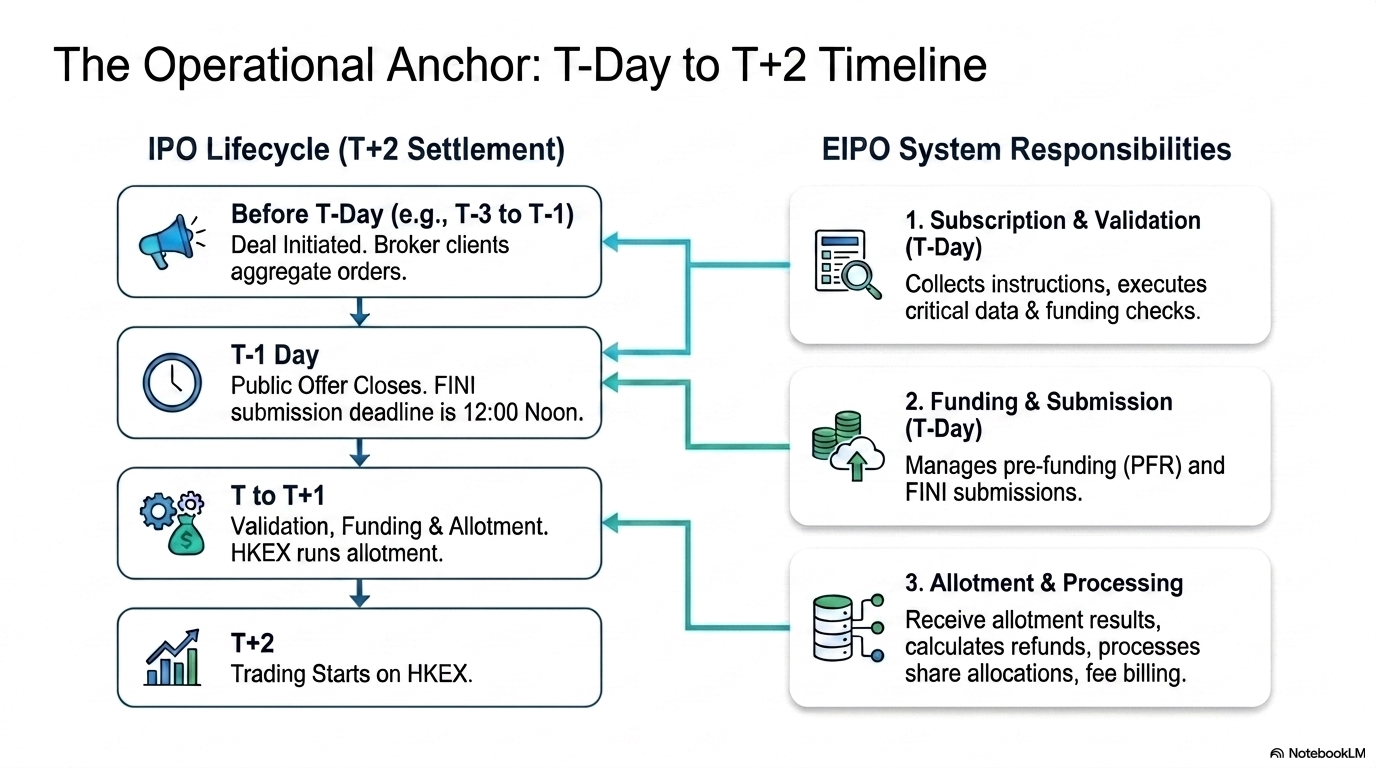 The Operational Anchor: T-Day to T+2 Timeline
IPO Lifecycle (T+2 Settlement)
Before T-Day (e.g., T-3 to T-1)
Deal Initiated. Broker clients
aggregate orders.
T-1 Day
Public Offer Closes. FINI
submission deadline is 12:00 Noon.
T to T+1
Validation, Funding & Allotment.
HKEX runs allotment.
T+2
Trading Starts on HKEX.
EIPO System Responsibilities
1. Subscription & Validation
(T-Day)
Collects instructions, executes
critical data & funding checks.
2. Funding & Submission
(T-Day)
Manages pre-funding (PFR) and
FINI submissions.
3. Allotment & Processing
Receive allotment results,
calculates refunds, processes
share allocations, fee billing.
$
NotebookLM